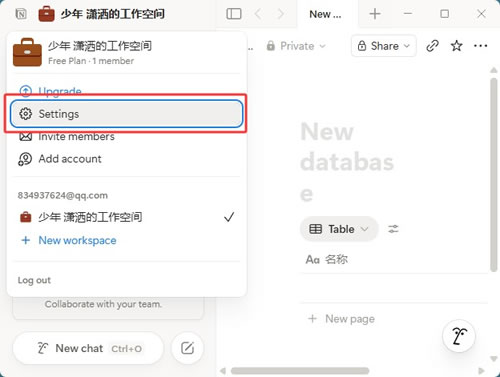 少年 潇洒的工作空间
New ...
少年 潇洒的工作空间
Free Plan · 1 member
... Private
Share
Upgrade
Settings
Invite members
Add account
834937624@qq.com
少年 潇洒的工作空间
New workspace
Log out
Collaborate with your team.
New chat Ctrl+O
New
databas
e
Table
Aa 名称
New page